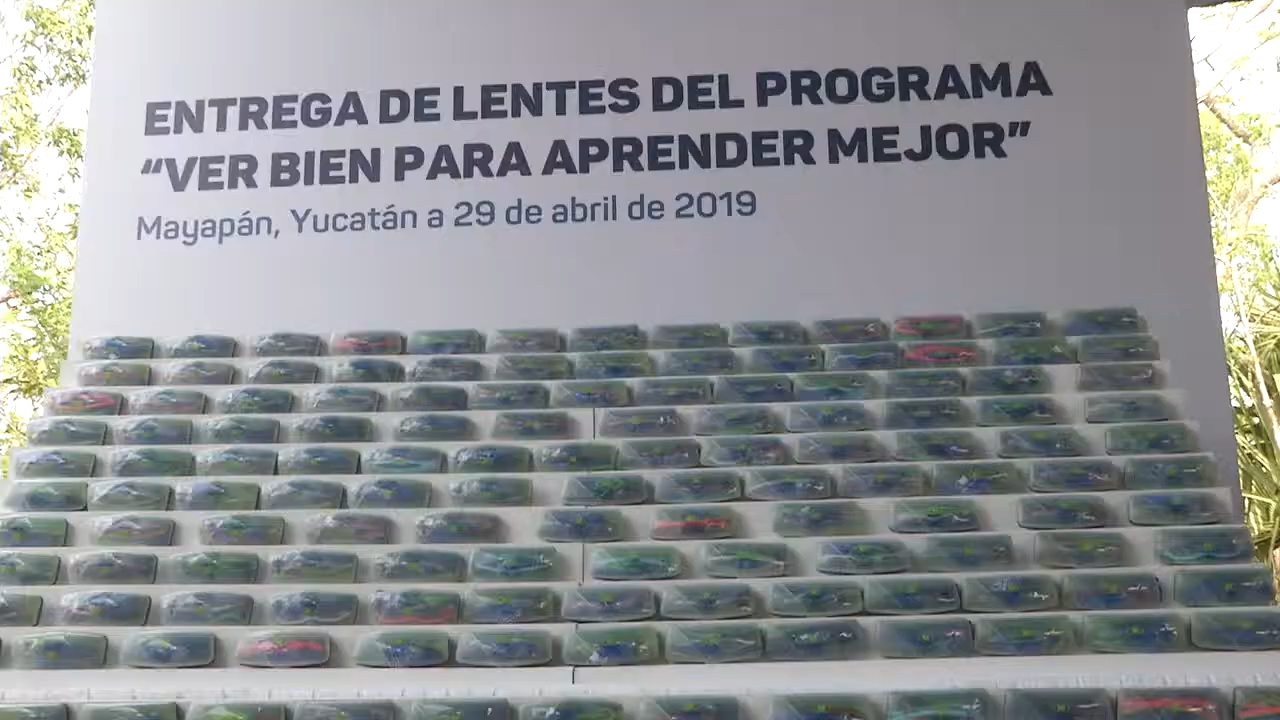 ENTREGA DE LENTES DEL PROGRAMA
“VER BIEN PARA APRENDER MEJOR”
Mayapán, Yucatán a 29 de abril de 2019